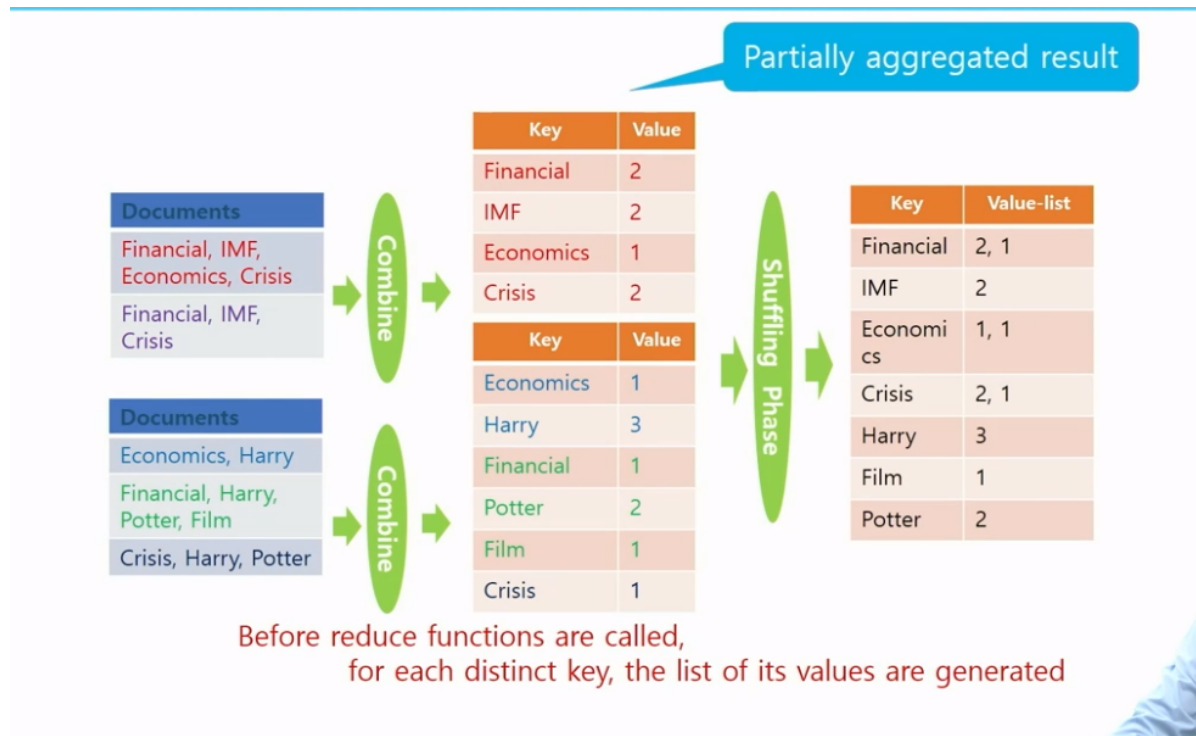 Partially aggregated result
Documents
Financial, IMF,
Economics, Crisis
Financial, IMF,
Crisis
Combine
Key Value
Financial 2
IMF 2
Economics 1
Crisis 2
Documents
Economics, Harry
Financial, Harry,
Potter, Film
Crisis, Harry, Potter
Combine
Key Value
Economics 1
Harry 3
Financial 1
Potter 2
Film 1
Crisis 1
Shuffling Phase
Key Value-list
Financial 2, 1
IMF 2
Economi
cs 1, 1
Crisis 2, 1
Harry 3
Film 1
Potter 2
Before reduce functions are called,
for each distinct key, the list of its values are generated